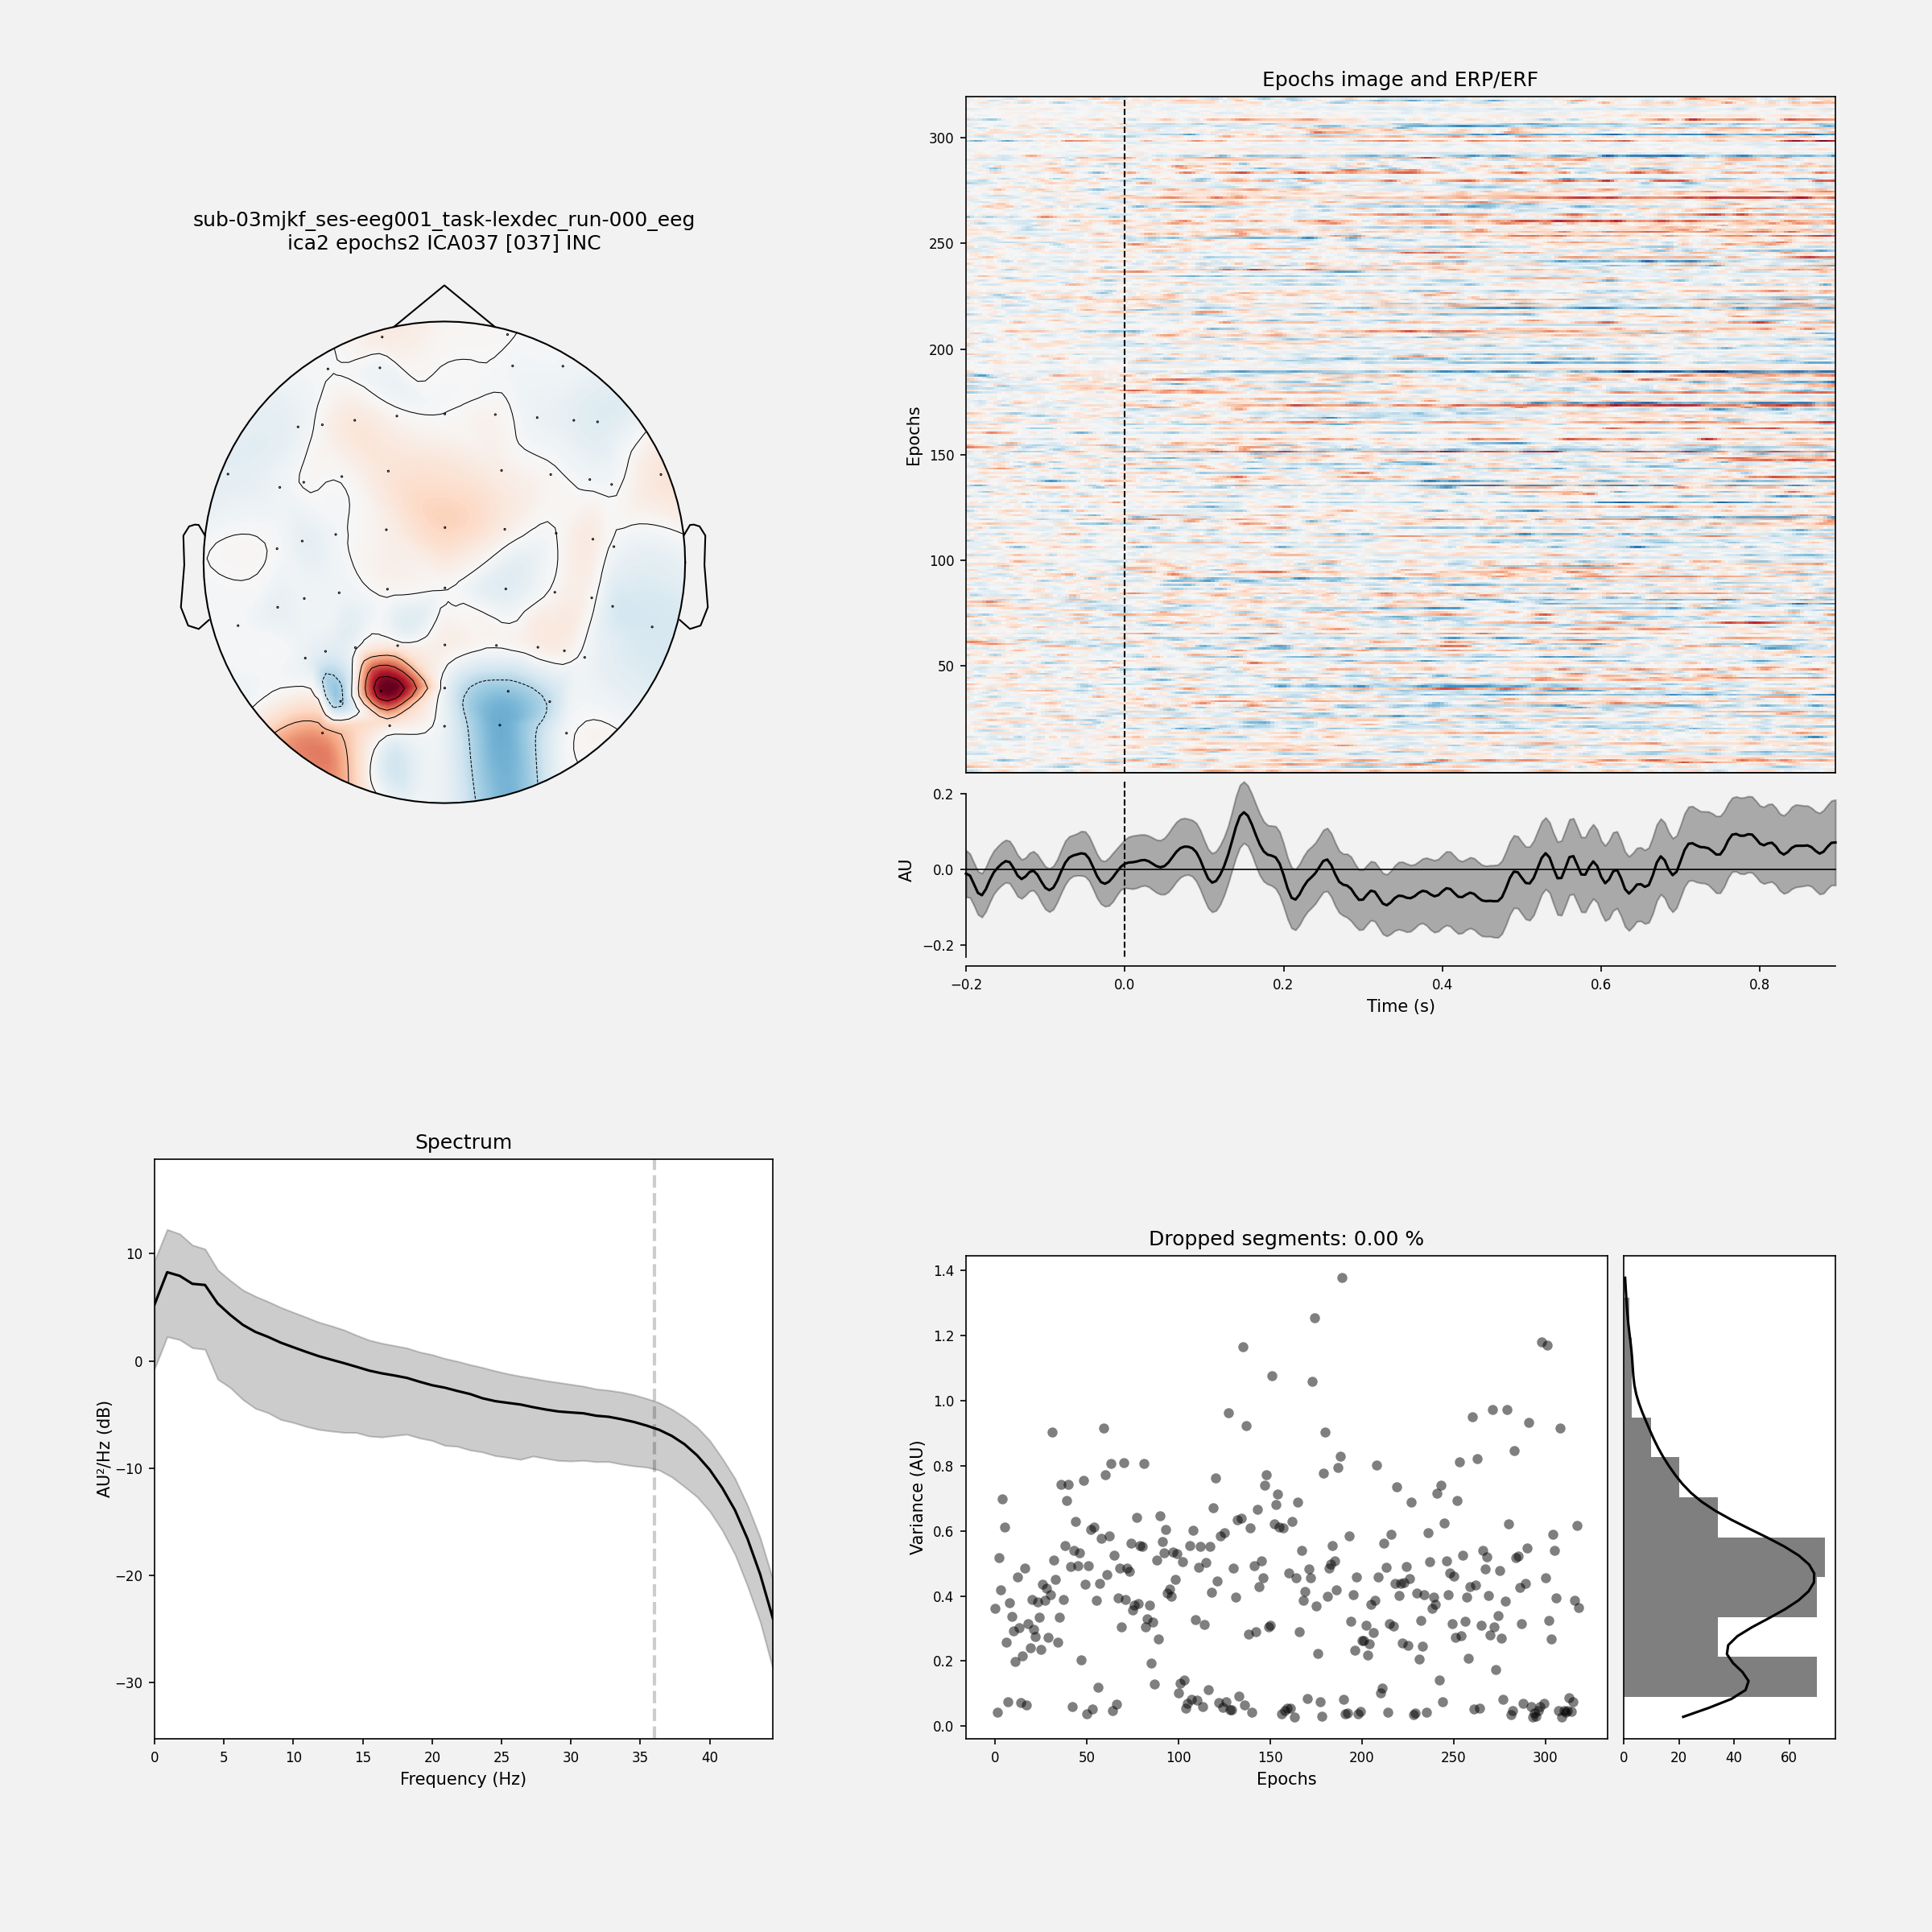 sub-03mjkf_ses-eeg001_task-lexdec_run-000_eeg
ica2 epochs2 ICA037 [037] INC
Epochs image and ERP/ERF
Epochs
300
250
200
150
100
50
AU
0.2
0.0
−0.2
−0.2 0.0 0.2 0.4 0.6 0.8
Time (s)
Spectrum
AU²/Hz (dB)
10
0
−10
−20
−30
0 5 10 15 20 25 30 35 40
Frequency (Hz)
Dropped segments: 0.00 %
Variance (AU)
1.4
1.2
1.0
0.8
0.6
0.4
0.2
0.0
0 50 100 150 200 250 300
Epochs
0 20 40 60